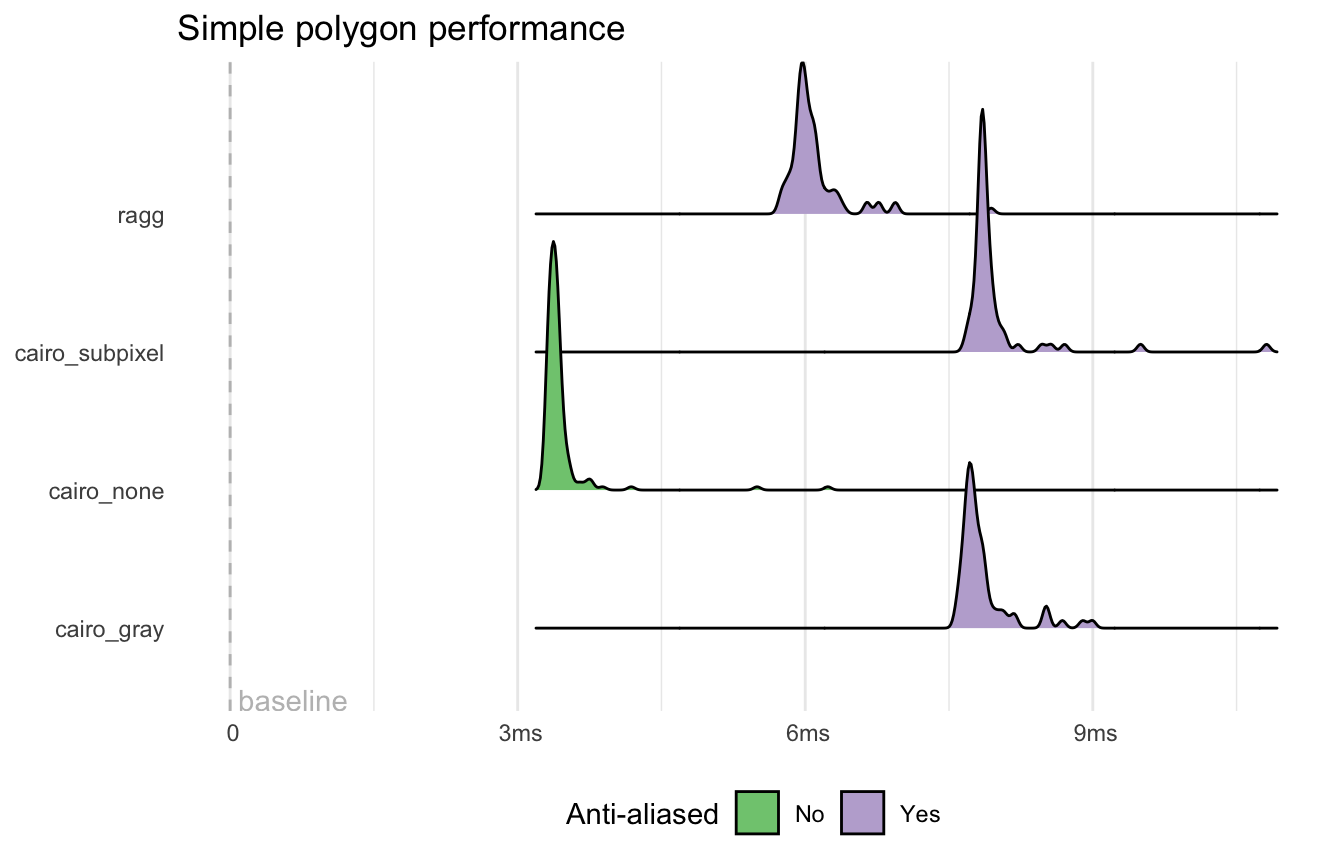 Simple polygon performance
ragg
cairo_subpixel
cairo_none
cairo_gray
baseline
0 3ms 6ms 9ms
Anti-aliased No Yes